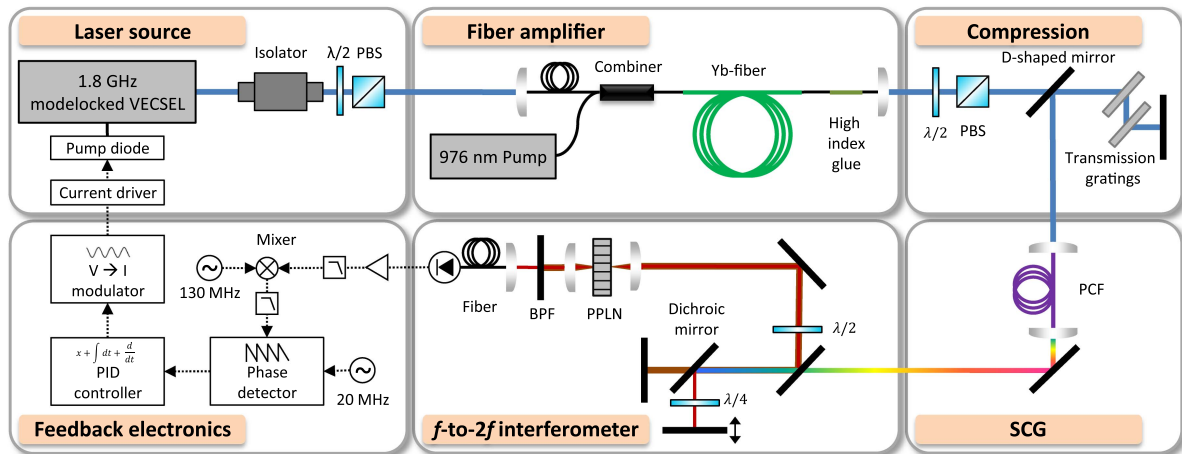 Laser source
Isolator
λ/2 PBS
1.8 GHz
modelocked VECSEL
Pump diode
Current driver
Fiber amplifier
Combiner
Yb-fiber
976 nm Pump
High
index
glue
Compression
D-shaped mirror
λ/2
PBS
Transmission
gratings
V → I
modulator
Mixer
130 MHz
x + ∫ dt + d/dt
PID
controller
Phase
detector
20 MHz
Feedback electronics
Fiber
BPF
PPLN
Dichroic
mirror
λ/2
λ/4
f-to-2f interferometer
PCF
SCG